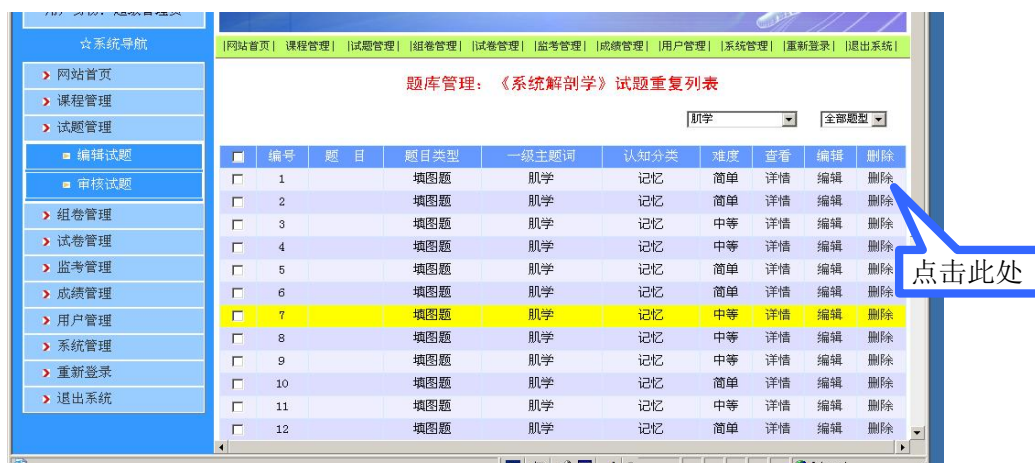 ☆系统导航
|网站首页| 课程管理| |试题管理| |组卷管理| |试卷管理| |监考管理| |成绩管理| |用户管理| |系统管理| |重新登录| |退出系统|
网站首页
课程管理
试题管理
编辑试题
审核试题
组卷管理
试卷管理
监考管理
成绩管理
用户管理
系统管理
重新登录
退出系统
题库管理：《系统解剖学》试题重复列表
肌学 全部题型
编号 题 目 题目类型 一级主题词 认知分类 难度 查看 编辑 删除
1 填图题 肌学 记忆 简单 详情 编辑 删除
2 填图题 肌学 记忆 简单 详情 编辑 删除
3 填图题 肌学 记忆 中等 详情 编辑 删除
4 填图题 肌学 记忆 中等 详情 编辑 删除
5 填图题 肌学 记忆 简单 详情 编辑 删除
6 填图题 肌学 记忆 简单 详情 编辑 删除
7 填图题 肌学 记忆 中等 详情 编辑 删除
8 填图题 肌学 记忆 中等 详情 编辑 删除
9 填图题 肌学 记忆 中等 详情 编辑 删除
10 填图题 肌学 记忆 简单 详情 编辑 删除
11 填图题 肌学 记忆 中等 详情 编辑 删除
12 填图题 肌学 记忆 简单 详情 编辑 删除
点击此处